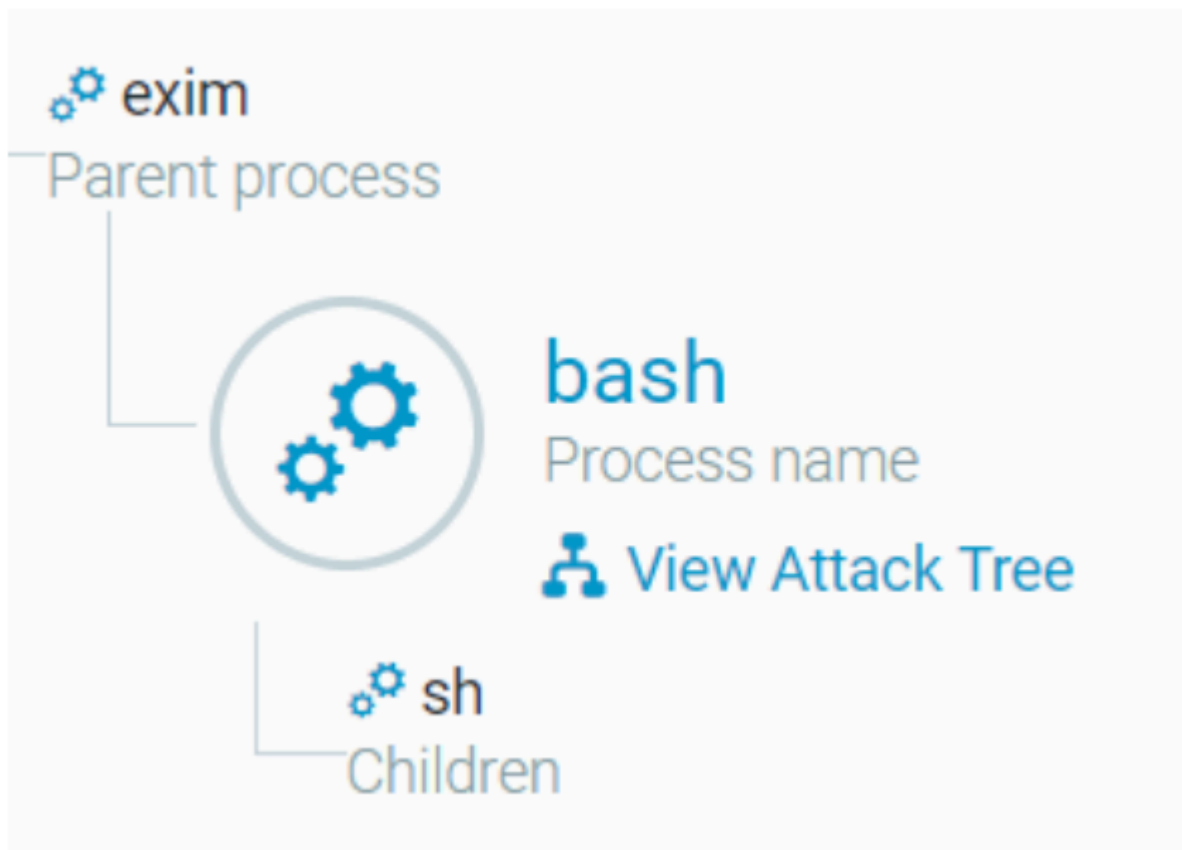 exim
Parent process
bash
Process name
View Attack Tree
sh
Children